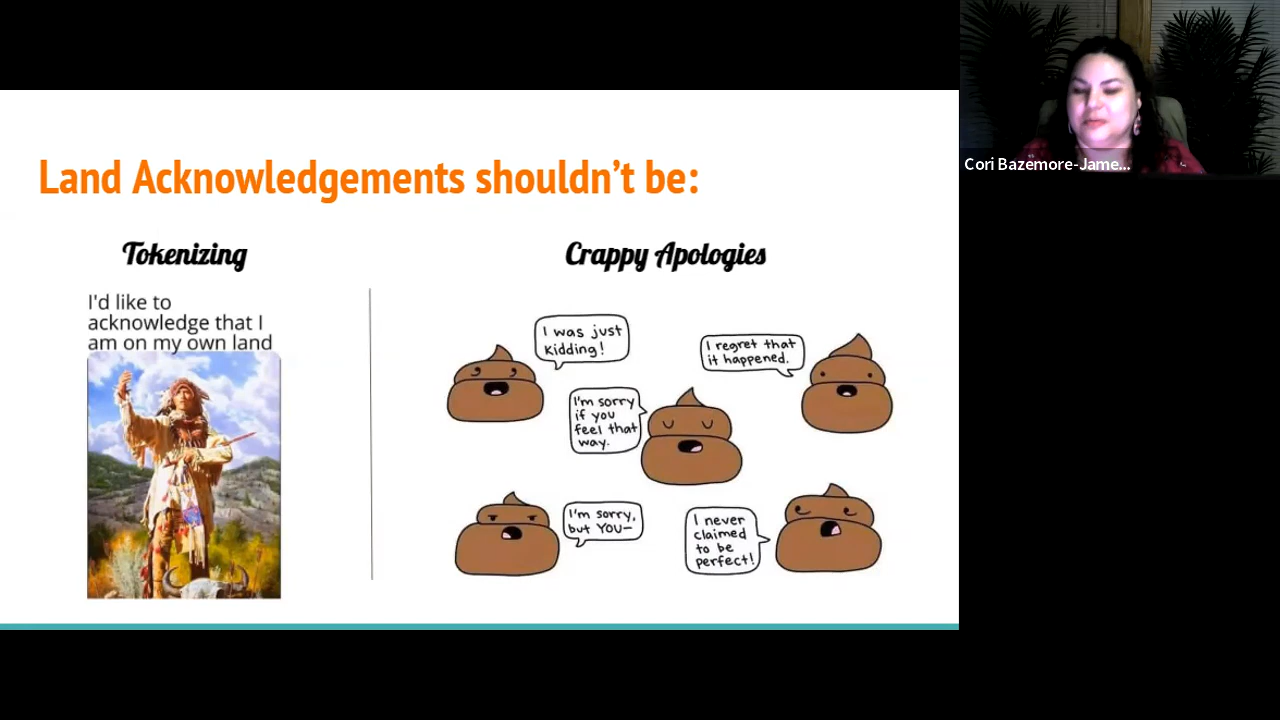 Land Acknowledgements shouldn't be:
Tokenizing
I'd like to
acknowledge that I
am on my own land
Crappy Apologies
I was just
kidding!
I regret that
it happened.
I'm sorry
if you
feel that
way.
I'm sorry,
but YOU—
I never
claimed
to be
perfect!
Cori Bazemore-Jame...